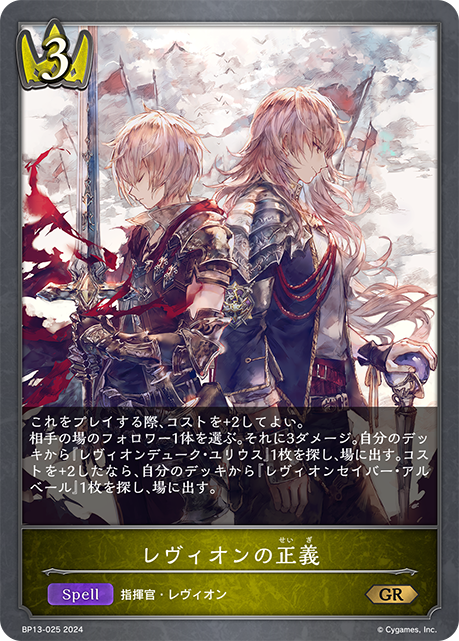 3
これをプレイする際、コストを+2してよい。
相手の場のフォロワー1体を選ぶ。それに3ダメージ。自分のデッ
キから『レヴィオンデューク・ユリウス』1枚を探し、場に出す。コス
トを+2したなら、自分のデッキから『レヴィオンセイバー・アル
ベール』1枚を探し、場に出す。
せいぎ
レヴィオンの正義
Spell 指揮官・レヴィオン GR
BP13-025 2024 © Cygames, Inc.